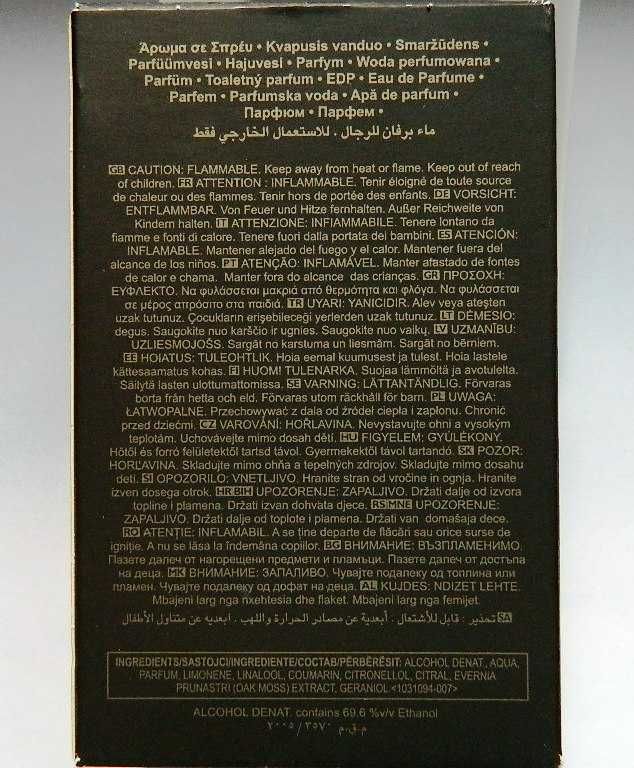 Άρωμα σε Σπρέυ • Kvapusis vanduo • Smaržūdens •
Parfüümvesi • Hajuvesi • Parfym • Woda perfumowana •
Parfüm • Toaletný parfum • EDP • Eau de Parfume •
Parfem • Parfumska voda • Apă de parfum •
Парфюм • Парфем •
ماء برفان للرجال . للاستعمال الخارجي فقط
GB CAUTION: FLAMMABLE. Keep away from heat or flame. Keep out of reach
of children. FR ATTENTION : INFLAMMABLE. Tenir éloigné de toute source
de chaleur ou des flammes. Tenir hors de portée des enfants. DE VORSICHT:
ENTFLAMMBAR. Von Feuer und Hitze fernhalten. Außer Reichweite von
Kindern halten. IT ATTENZIONE: INFIAMMABILE. Tenere lontano da
fiamme e fonti di calore. Tenere fuori dalla portata dei bambini. ES ATENCIÓN:
INFLAMABLE. Mantener alejado del fuego y el calor. Mantener fuera del
alcance de los niños. PT ATENÇÃO: INFLAMÁVEL. Manter afastado de fontes
de calor e chama. Manter fora do alcance das crianças. GR ΠΡΟΣΟΧΗ:
ΕΥΦΛΕΚΤΟ. Να φυλάσσεται μακριά από θερμότητα και φλόγα. Να φυλάσσεται
σε μέρος απρόσιτο στα παιδιά. TR UYARI: YANICIDIR. Alev veya ateşten
uzak tutunuz. Çocukların erişebileceği yerlerden uzak tutunuz. LT DĖMESIO:
degus. Saugokite nuo karščio ir ugnies. Saugokite nuo vaikų. LV UZMANĪBU:
UZLIESMOJOŠS. Sargāt no karstuma un liesmām. Sargāt no bērniem.
EE HOIATUS: TULEOHTLIK. Hoia eemal kuumusest ja tulest. Hoia lastele
kättesaamatus kohas. FI HUOM! TULENARKA. Suojaa lämmöltä ja avotulelta.
Säilytä lasten ulottumattomissa. SE VARNING: LÄTTANTÄNDLIG. Förvaras
borta från hetta och eld. Förvaras utom räckhåll för barn. PL UWAGA:
ŁATWOPALNE. Przechowywać z dala od źródeł ciepła i zapłonu. Chronić
przed dziećmi. CZ VAROVÁNÍ: HOŘLAVINA. Nevystavujte ohni a vysokým
teplotám. Uchovávejte mimo dosah dětí. HU FIGYELEM: GYÚLÉKONY.
Hőtől és forró felületektől tartsd távol. Gyermekektől távol tartandó. SK POZOR:
HORĽAVINA. Skladujte mimo ohňa a tepelných zdrojov. Skladujte mimo dosahu
detí. SI OPOZORILO: VNETLJIVO. Hranite stran od vročine in ognja. Hranite
izven dosega otrok. HR BIH UPOZORENJE: ZAPALJIVO. Držati dalje od izvora
topline i plamena. Držati izvan dohvata djece. RS MNE UPOZORENJE:
ZAPALJIVO. Držati dalje od toplote i plamena. Držati van domašaja dece.
RO ATENŢIE: INFLAMABIL. A se ţine departe de flăcări sau orice surse de
igniţie. A nu se lăsa la îndemâna copiilor. BG ВНИМАНИЕ: ВЪЗПЛАМЕНИМО.
Пазете далеч от нагорещени предмети и пламъци. Пазете далеч от достъпа
на деца. MK ВНИМАНИЕ: ЗАПАЛИВО. Чувајте подалеку од топлина или
пламен. Чувајте подалеку од дофат на деца. AL KUJDES: NDIZET LEHTE.
Mbajeni larg nga nxehtesia dhe flaket. Mbajeni larg nga femijet.
SA تحذير : قابل للأشتعال . أبعديه عن مصادر الحرارة واللهب . ابعديه عن متناول الأطفال
INGREDIENTS/SASTOJCI/INGREDIENTE/СОСТАВ/PËRBËRËSIT: ALCOHOL DENAT., AQUA,
PARFUM, LIMONENE, LINALOOL, COUMARIN, CITRONELLOL, CITRAL, EVERNIA
PRUNASTRI (OAK MOSS) EXTRACT, GERANIOL <1031094-007>
ALCOHOL DENAT. contains 69.6 %v/v Ethanol
م.ق.م ٢٠٠٥/٣٥٧٠